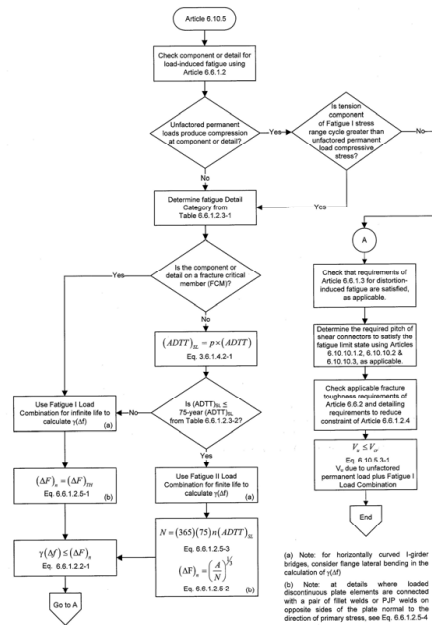 Article 6.10.5
Check component or detail for
load-induced fatigue using
Article 6.6.1.2
Unfactored permanent
loads produce compression
at component or detail?
Yes
Is tension
component
of Fatigue I stress
range cycle greater than
unfactored permanent
load compressive
stress?
No
No
Yes
Determine fatigue Detail
Category from
Table 6.6.1.2.3-1
Is the component or
detail on a fracture critical
member (FCM)?
Yes
No
(ADTT)SL = p×(ADTT)
Eq. 3.6.1.4.2-1
Is (ADTT)SL ≤
75-year (ADTT)SL
from Table 6.6.1.2.3-2?
No
Yes
Use Fatigue I Load
Combination for infinite life to
calculate γ(Δf)
(a)
Use Fatigue II Load
Combination for finite life to
calculate γ(Δf)
(a)
(ΔF)n = (ΔF)TH
Eq. 6.6.1.2.5-1
(b)
N = (365)(75)n(ADTT)SL
Eq. 6.6.1.2.5-3
(ΔF)n = (A/N)^1/3
Eq. 6.6.1.2.5-2
(b)
γ(Δf) ≤ (ΔF)n
Eq. 6.6.1.2.2-1
Go to A
A
Check that requirements of
Article 6.6.1.3 for distortion-
induced fatigue are satisfied,
as applicable.
Determine the required pitch of
shear connectors to satisfy the
fatigue limit state using Articles
6.10.10.1.2, 6.10.10.2 &
6.10.10.3, as applicable.
Check applicable fracture
toughness requirements of
Article 6.6.2 and detailing
requirements to reduce
constraint of Article 6.6.1.2.4
Vu ≤ Vcr
Eq. 6.10.5.3-1
Vu due to unfactored
permanent load plus Fatigue I
Load Combination
End
(a) Note: for horizontally curved I-girder
bridges, consider flange lateral bending in the
calculation of γ(Δf)
(b) Note: at details where loaded
discontinuous plate elements are connected
with a pair of fillet welds or PJP welds on
opposite sides of the plate normal to the
direction of primary stress, see Eq. 6.6.1.2.5-4